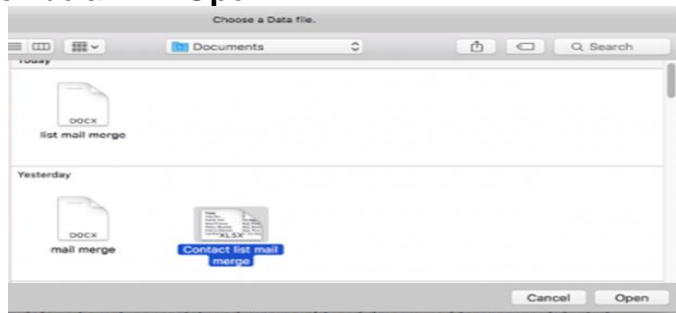 Choose a Data file.
Documents
Search
Today
DOCX
list mail merge
Yesterday
DOCX
XLSX
mail merge
Contact list mail
merge
Cancel
Open